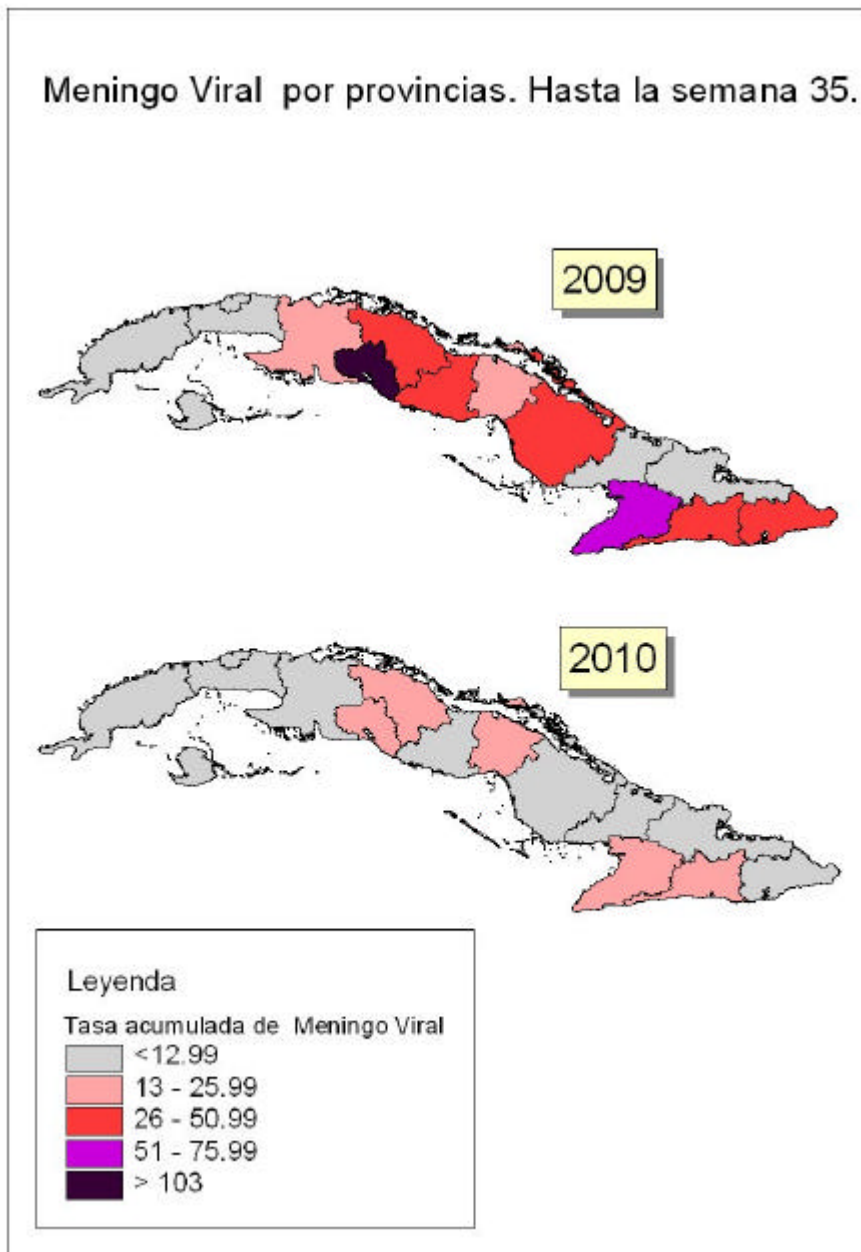 Meningo Viral por provincias. Hasta la semana 35.
2009
2010
Leyenda
Tasa acumulada de Meningo Viral
<12.99
13 - 25.99
26 - 50.99
51 - 75.99
> 103